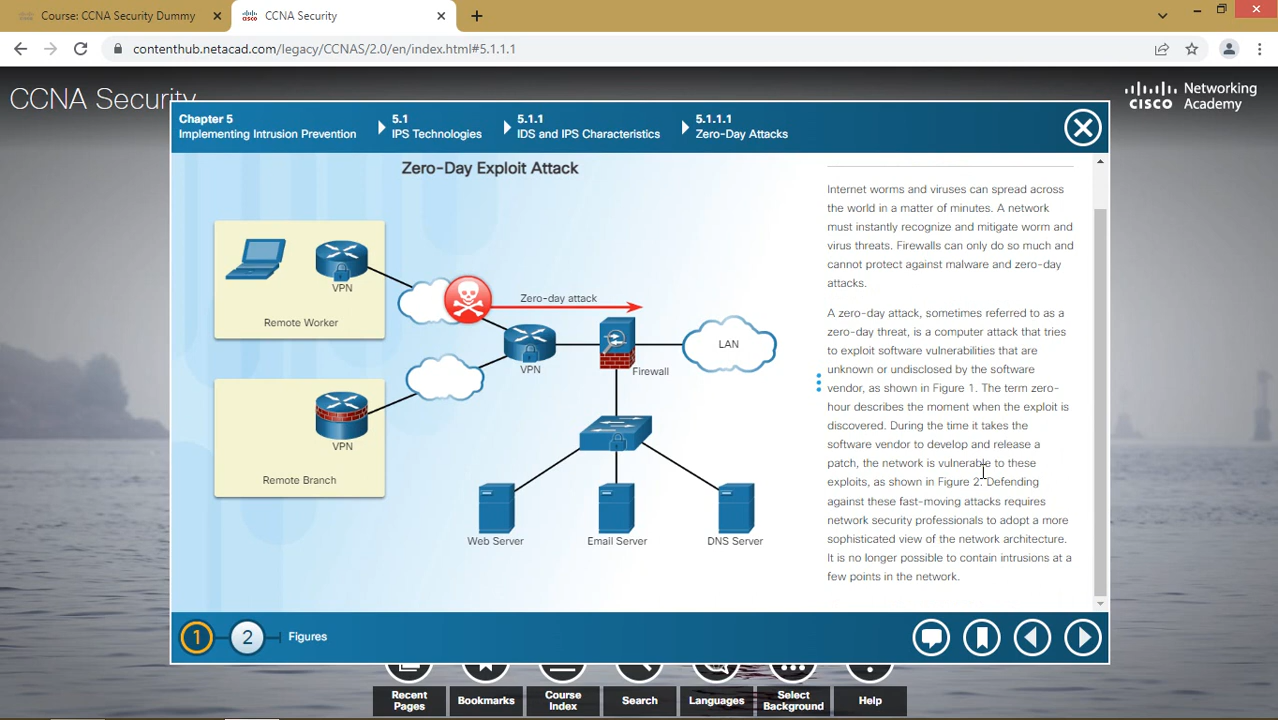 Course: CCNA Security Dummy
CCNA Security
contenthub.netacad.com/legacy/CCNAS/2.0/en/index.html#5.1.1.1
CCNA Security
cisco
Networking
Academy
Chapter 5
Implementing Intrusion Prevention
5.1
IPS Technologies
5.1.1
IDS and IPS Characteristics
5.1.1.1
Zero-Day Attacks
Zero-Day Exploit Attack
VPN
Remote Worker
Zero-day attack
VPN
Firewall
LAN
VPN
Remote Branch
Web Server
Email Server
DNS Server
Internet worms and viruses can spread across
the world in a matter of minutes. A network
must instantly recognize and mitigate worm and
virus threats. Firewalls can only do so much and
cannot protect against malware and zero-day
attacks.
A zero-day attack, sometimes referred to as a
zero-day threat, is a computer attack that tries
to exploit software vulnerabilities that are
unknown or undisclosed by the software
vendor, as shown in Figure 1. The term zero-
hour describes the moment when the exploit is
discovered. During the time it takes the
software vendor to develop and release a
patch, the network is vulnerable to these
exploits, as shown in Figure 2. Defending
against these fast-moving attacks requires
network security professionals to adopt a more
sophisticated view of the network architecture.
It is no longer possible to contain intrusions at a
few points in the network.
1
2
Figures
Recent
Pages
Bookmarks
Course
Index
Search
Languages
Select
Background
Help